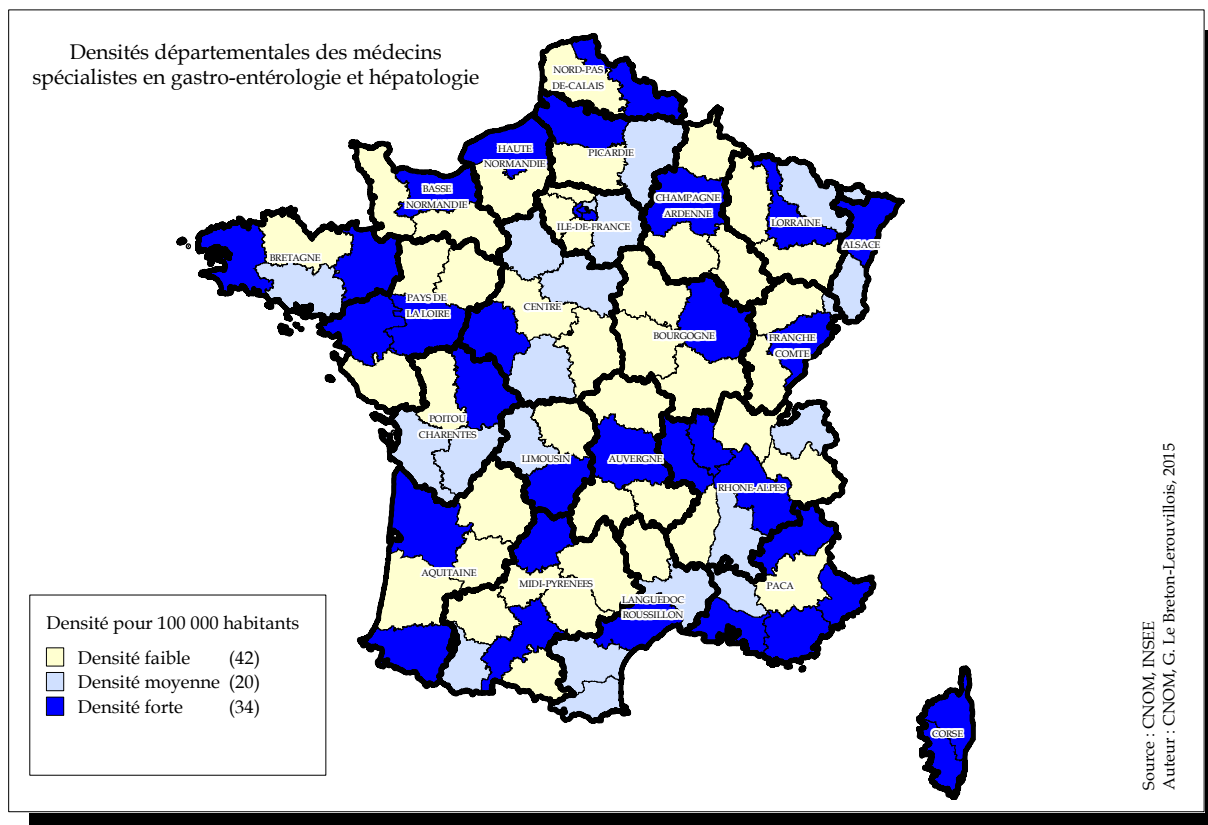 Densités départementales des médecins
spécialistes en gastro-entérologie et hépatologie
NORD-PAS
DE-CALAIS
HAUTE
NORMANDIE
PICARDIE
BASSE
NORMANDIE
CHAMPAGNE
ARDENNE
ILE-DE-FRANCE
LORRAINE
ALSACE
BRETAGNE
PAYS DE
LA LOIRE
CENTRE
BOURGOGNE
FRANCHE
COMTE
POITOU
CHARENTES
LIMOUSIN
AUVERGNE
RHONE-ALPES
AQUITAINE
MIDI-PYRENEES
LANGUEDOC
ROUSSILLON
PACA
CORSE
Densité pour 100 000 habitants
Densité faible (42)
Densité moyenne (20)
Densité forte (34)
Source : CNOM, INSEE
Auteur : CNOM, G. Le Breton-Lerouvillois, 2015